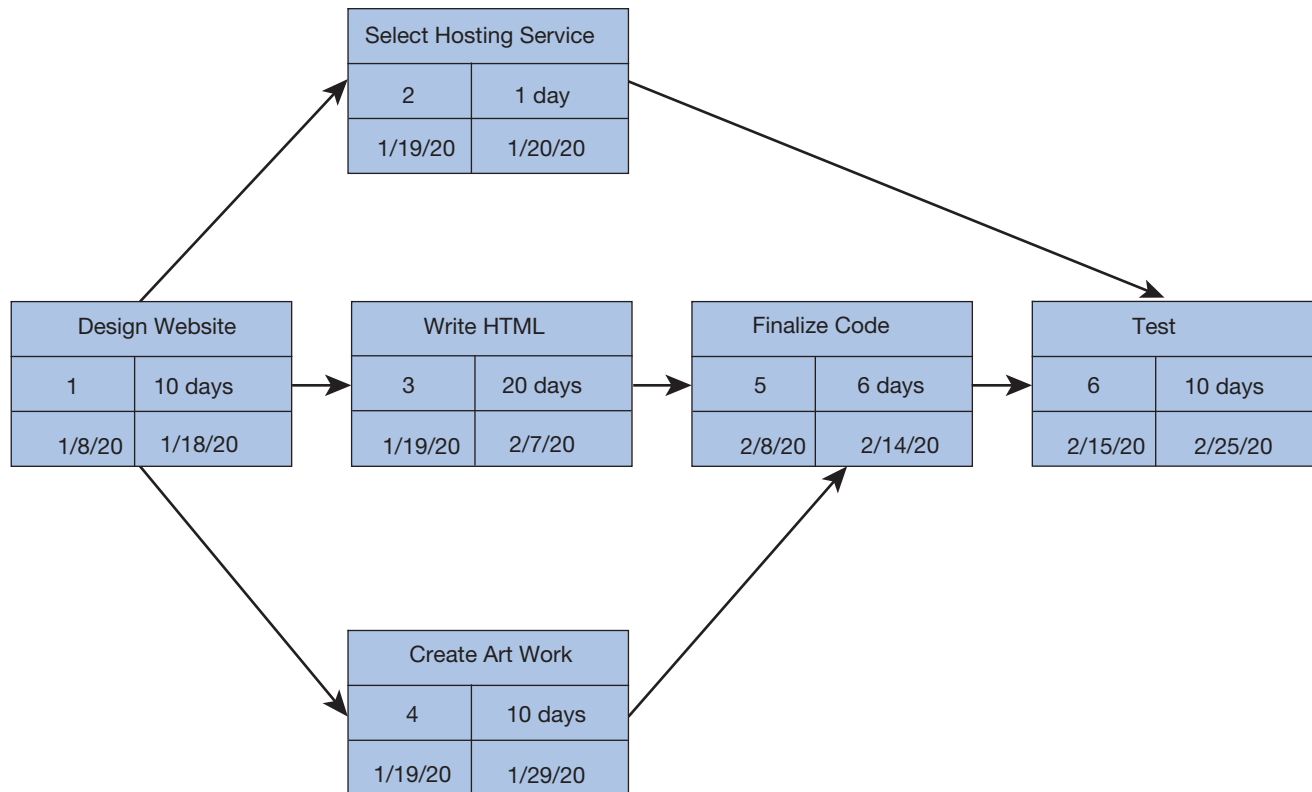 Select Hosting Service
2 1 day
1/19/20 1/20/20
Design Website
1 10 days
1/8/20 1/18/20
Write HTML
3 20 days
1/19/20 2/7/20
Finalize Code
5 6 days
2/8/20 2/14/20
Test
6 10 days
2/15/20 2/25/20
Create Art Work
4 10 days
1/19/20 1/29/20